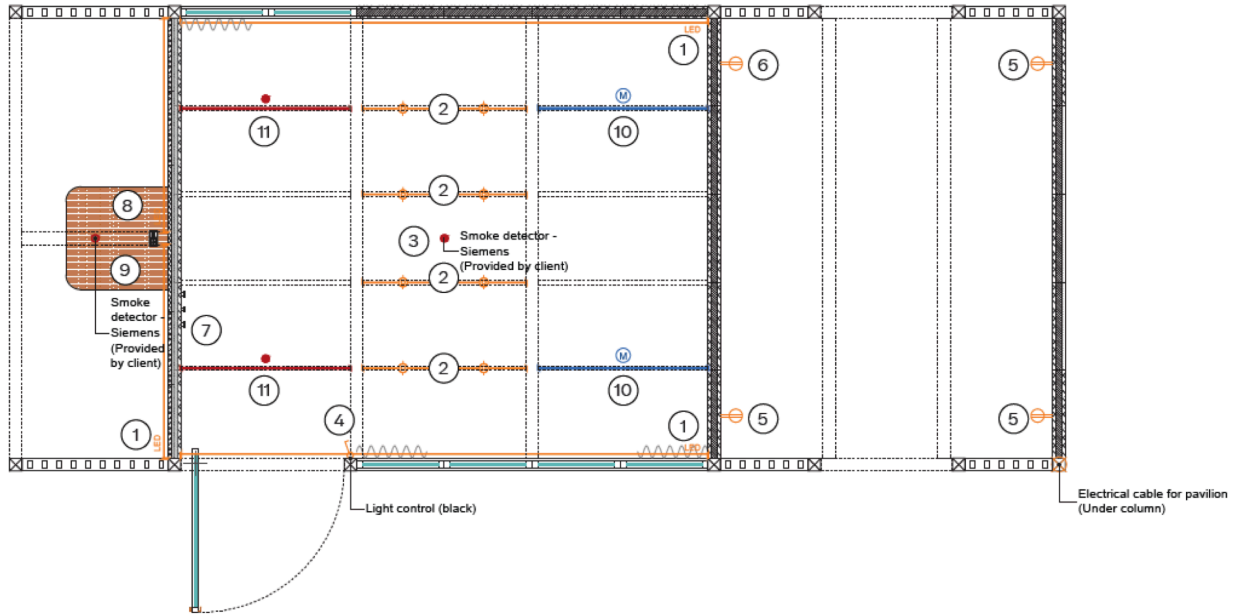 LED
1
6
5
M
2
11
10
2
8
3
Smoke detector -
Siemens
(Provided by client)
9
2
Smoke
detector -
Siemens
(Provided
by client)
7
M
2
11
10
4
1
LED
1
LED
5
5
Light control (black)
Electrical cable for pavilion
(Under column)